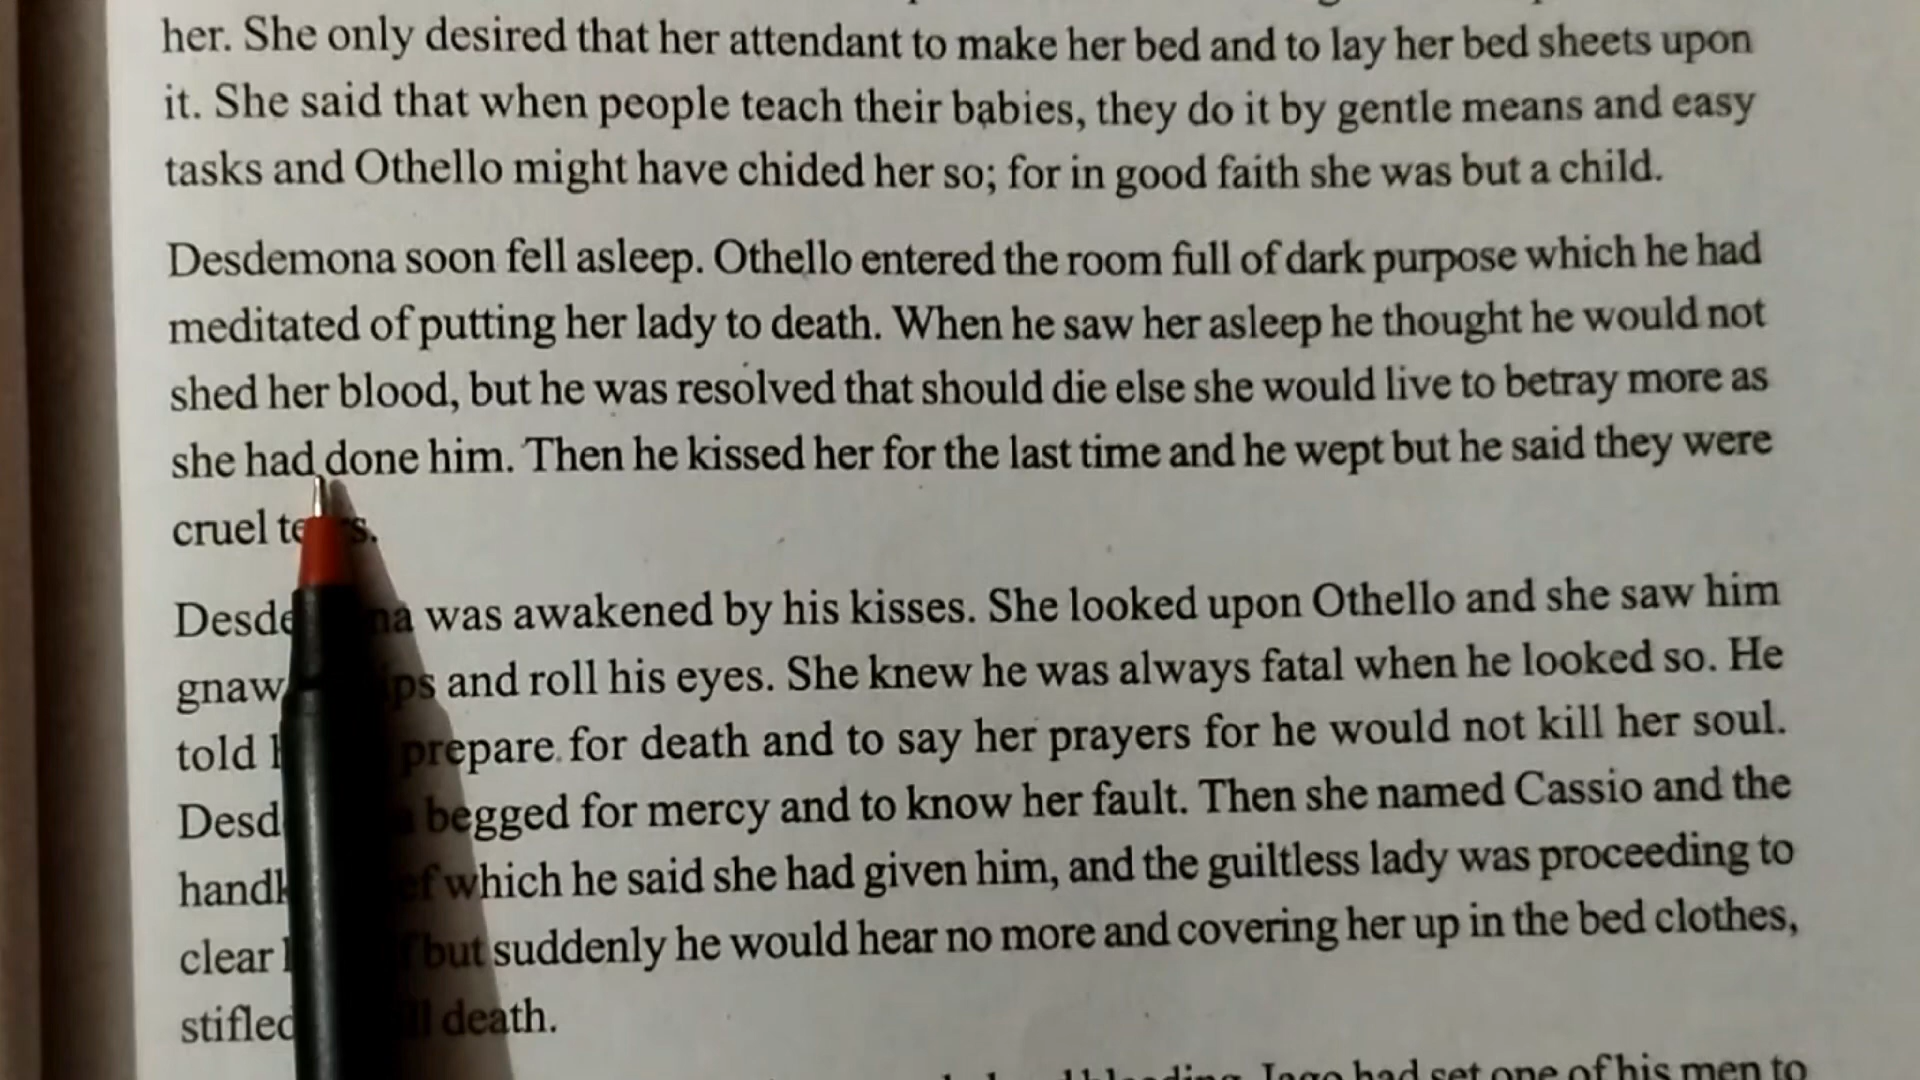 her. She only desired that her attendant to make her bed and to lay her bed sheets upon
it. She said that when people teach their babies, they do it by gentle means and easy
tasks and Othello might have chided her so; for in good faith she was but a child.
Desdemona soon fell asleep. Othello entered the room full of dark purpose which he had
meditated of putting her lady to death. When he saw her asleep he thought he would not
shed her blood, but he was resolved that should die else she would live to betray more as
she had done him. Then he kissed her for the last time and he wept but he said they were
cruel
was awakened by his kisses. She looked upon Othello and she saw him
gnaw and roll his eyes. She knew he was always fatal when he looked so. He
told prepare for death and to say her prayers for he would not kill her soul.
begged for mercy and to know her fault. Then she named Cassio and the
which he said she had given him, and the guiltless lady was proceeding to
clear but suddenly he would hear no more and covering her up in the bed clothes,
stifled death.
Iago had set one of his men to